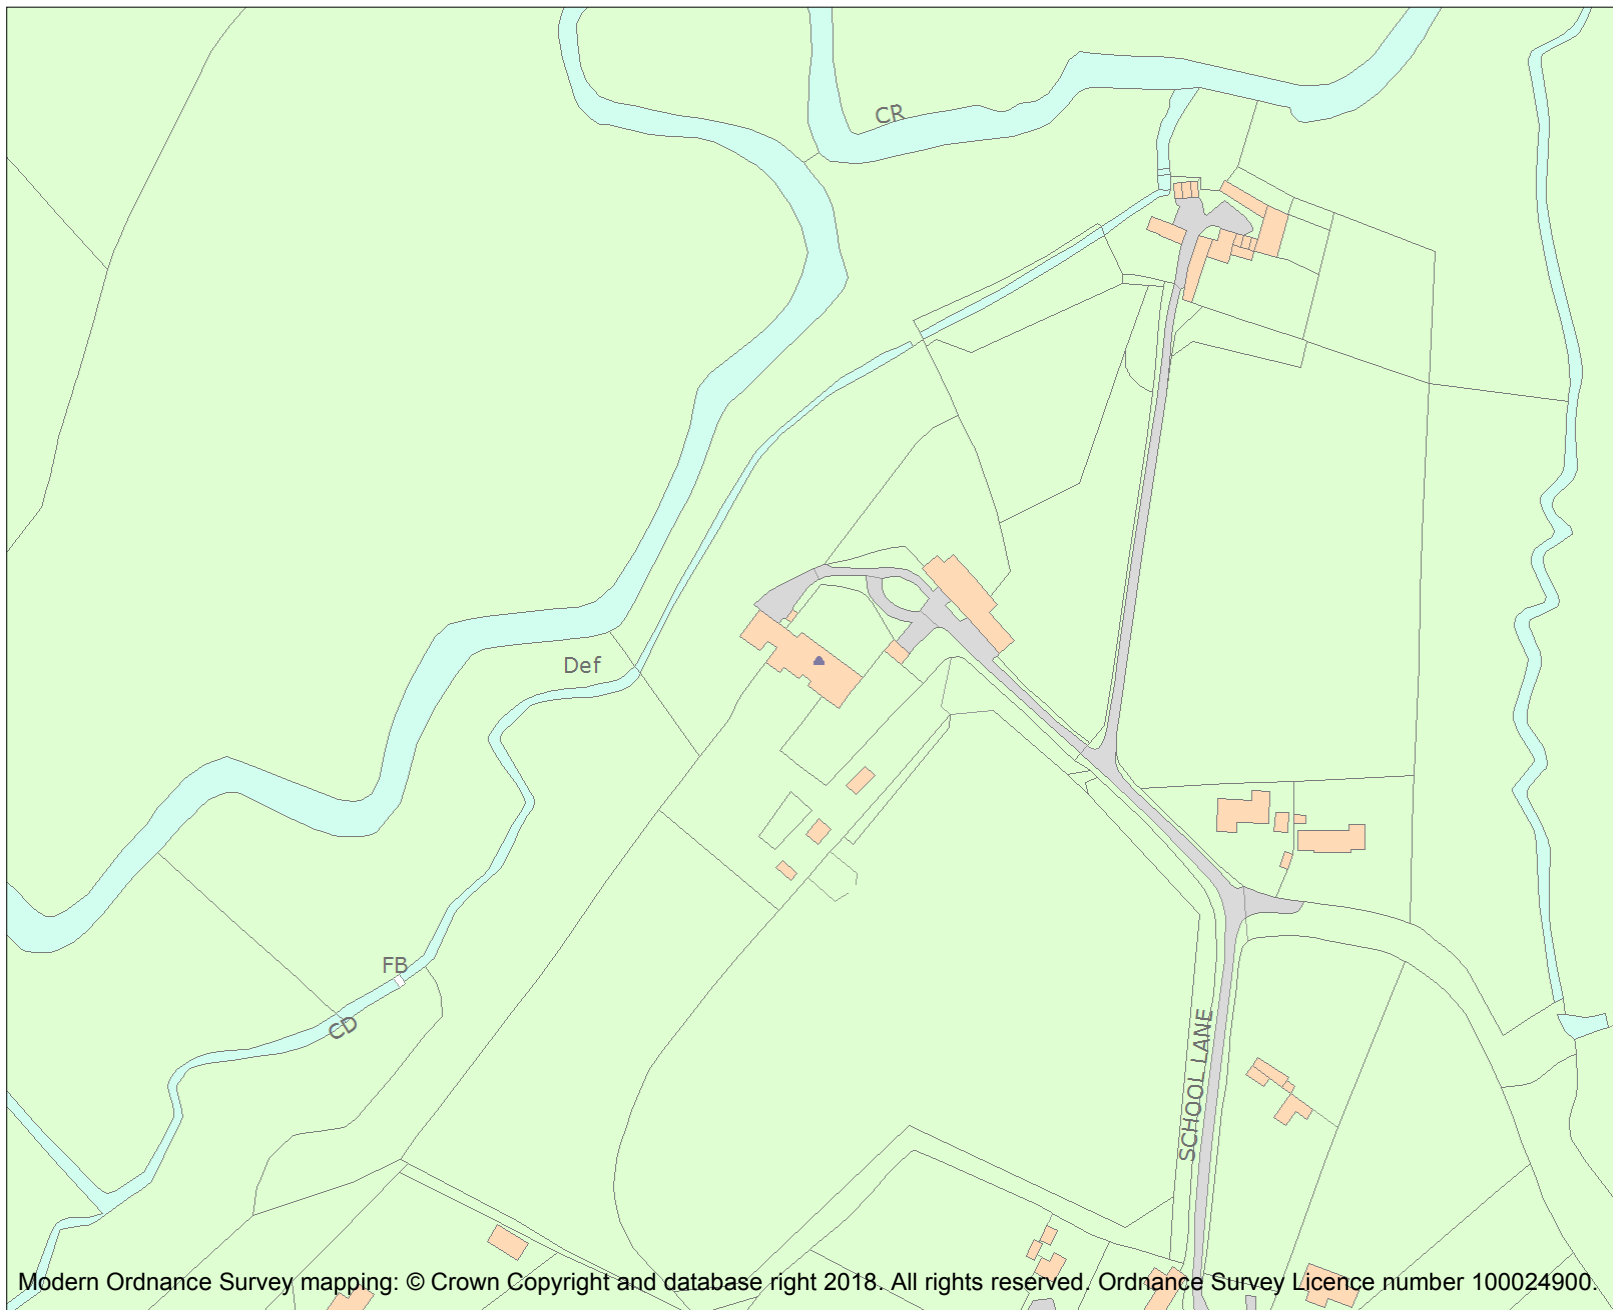 CR
Def
FB
CD
SCHOOL LANE
Modern Ordnance Survey mapping: © Crown Copyright and database right 2018. All rights reserved. Ordnance Survey Licence number 100024900.